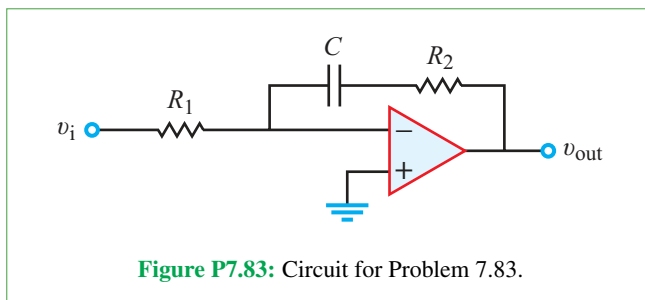 C
R₂
R₁
υᵢ
−
+
υₒᵤₜ
Figure P7.83: Circuit for Problem 7.83.